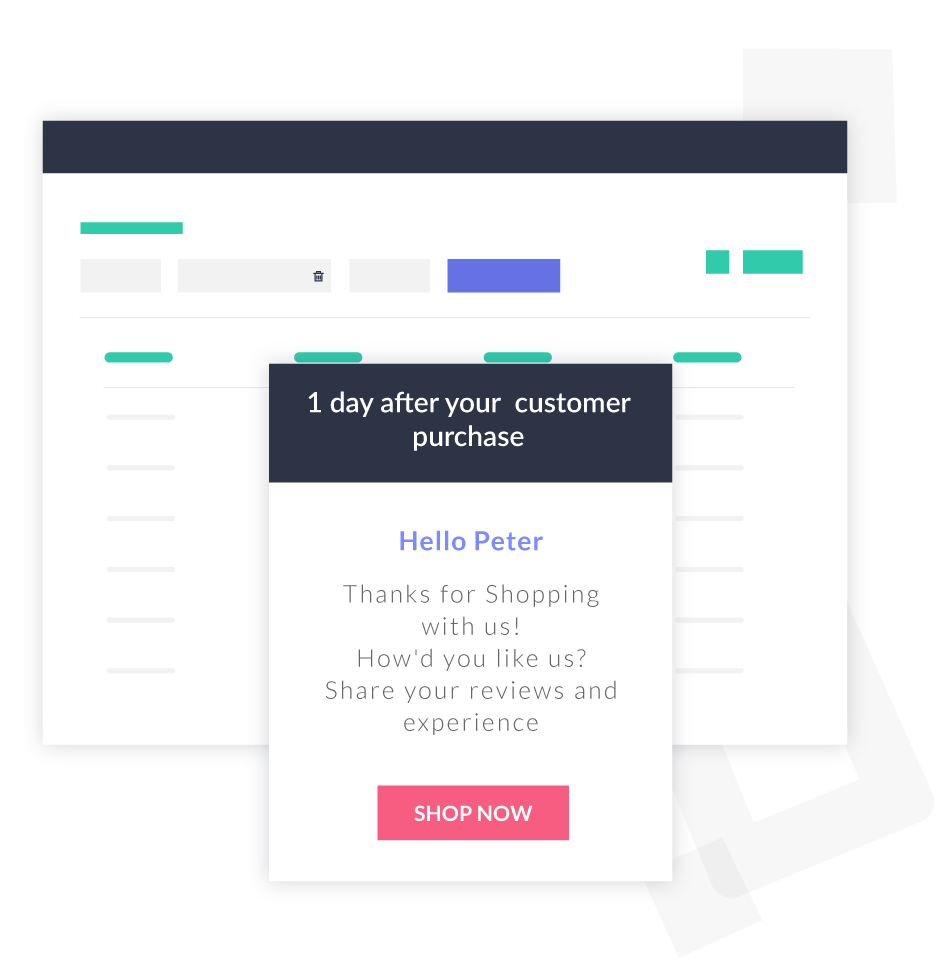 1 day after your  customer
purchase
Hello Peter
Thanks for Shopping
with us!
How'd you like us?
Share your reviews and
experience
SHOP NOW